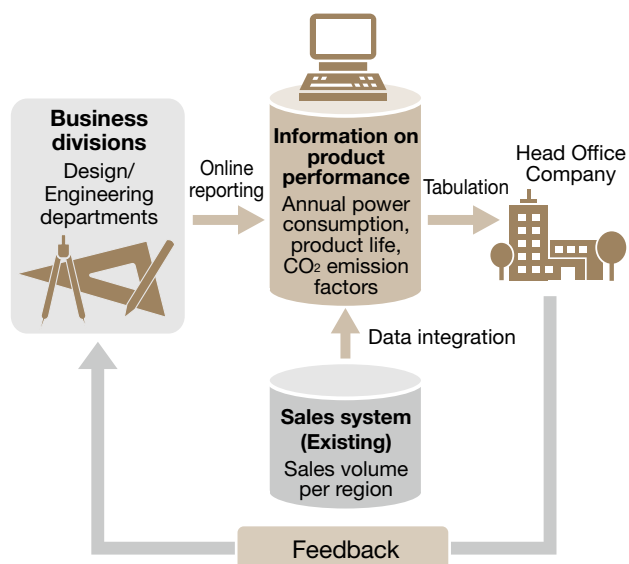 Business
divisions
Design/
Engineering
departments
Online
reporting
Information on
product
performance
Annual power
consumption,
product life,
CO₂ emission
factors
Tabulation
Head Office
Company
Data integration
Sales system
(Existing)
Sales volume
per region
Feedback